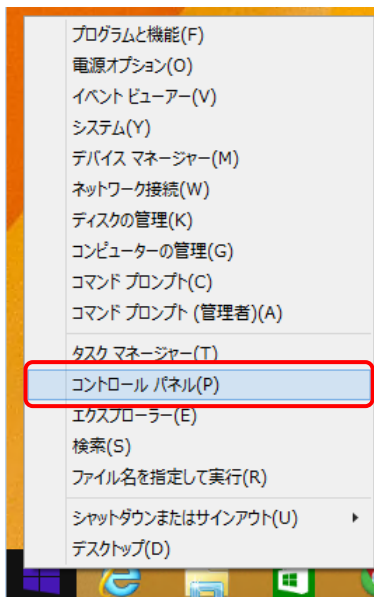 プログラムと機能(F)
電源オプション(O)
イベント ビューアー(V)
システム(Y)
デバイス マネージャー(M)
ネットワーク接続(W)
ディスクの管理(K)
コンピューターの管理(G)
コマンド プロンプト(C)
コマンド プロンプト (管理者)(A)
タスク マネージャー(T)
コントロール パネル(P)
エクスプローラー(E)
検索(S)
ファイル名を指定して実行(R)
シャットダウンまたはサインアウト(U)
デスクトップ(D)